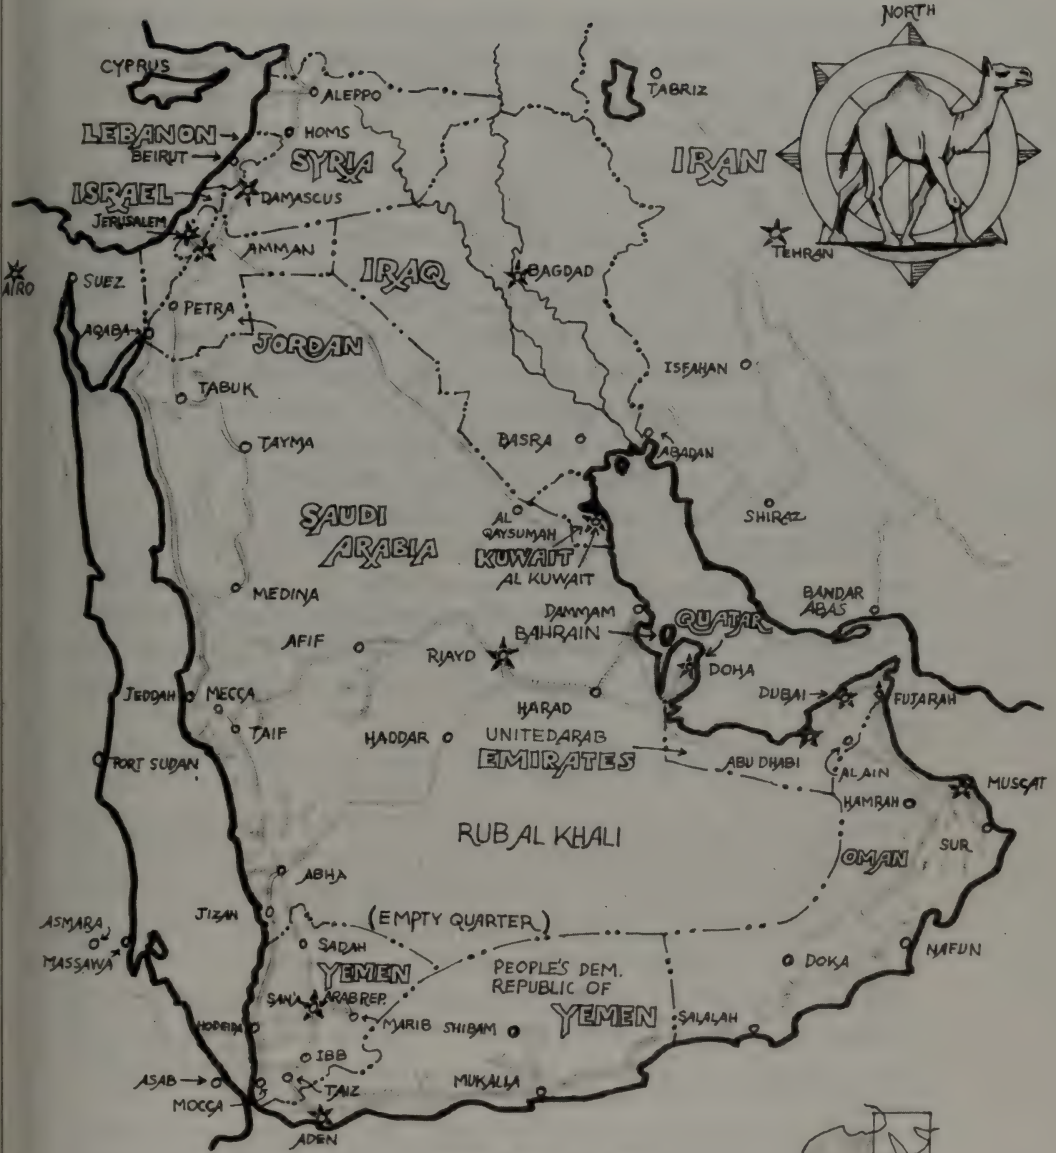 NORTH
CYPRUS
ALEPPO
TABRIZ
LEBANON
HOMS
BEIRUT
SYRIA
IRAN
ISRAEL
DAMASCUS
JERUSALEM
AMMAN
TEHRAN
IRAQ
BAGDAD
AIRO
SUEZ
PETRA
AQABA
JORDAN
ISFAHAN
TABUK
BASRA
ABADAN
TAYMA
SAUDI
ARABIA
AL
QAYSUMAH
SHIRAZ
KUWAIT
AL KUWAIT
MEDINA
BANDAR
ABAS
DAMMAM
BAHRAIN
QUATAR
AFIF
RIAYD
DOHA
JEDDAH
MECCA
DUBAI
FUJARAH
HARAD
TAIF
HADDAR
UNITED ARAB
EMIRATES
PORT SUDAN
ABU DHABI
AL AIN
MUSCAT
HAMRAH
RUB AL KHALI
SUR
OMAN
ABHA
JIZAH
(EMPTY QUARTER)
ASMARA
MASSAWA
SADAH
NAFUN
YEMEN
PEOPLE'S DEM.
REPUBLIC OF
DOKA
SAN'A
ARAB REP.
YEMEN
HODEIDA
MARIB
SHIBAM
SALALAH
IBB
ASAB
TAIZ
MUKALLA
MOCCA
ADEN